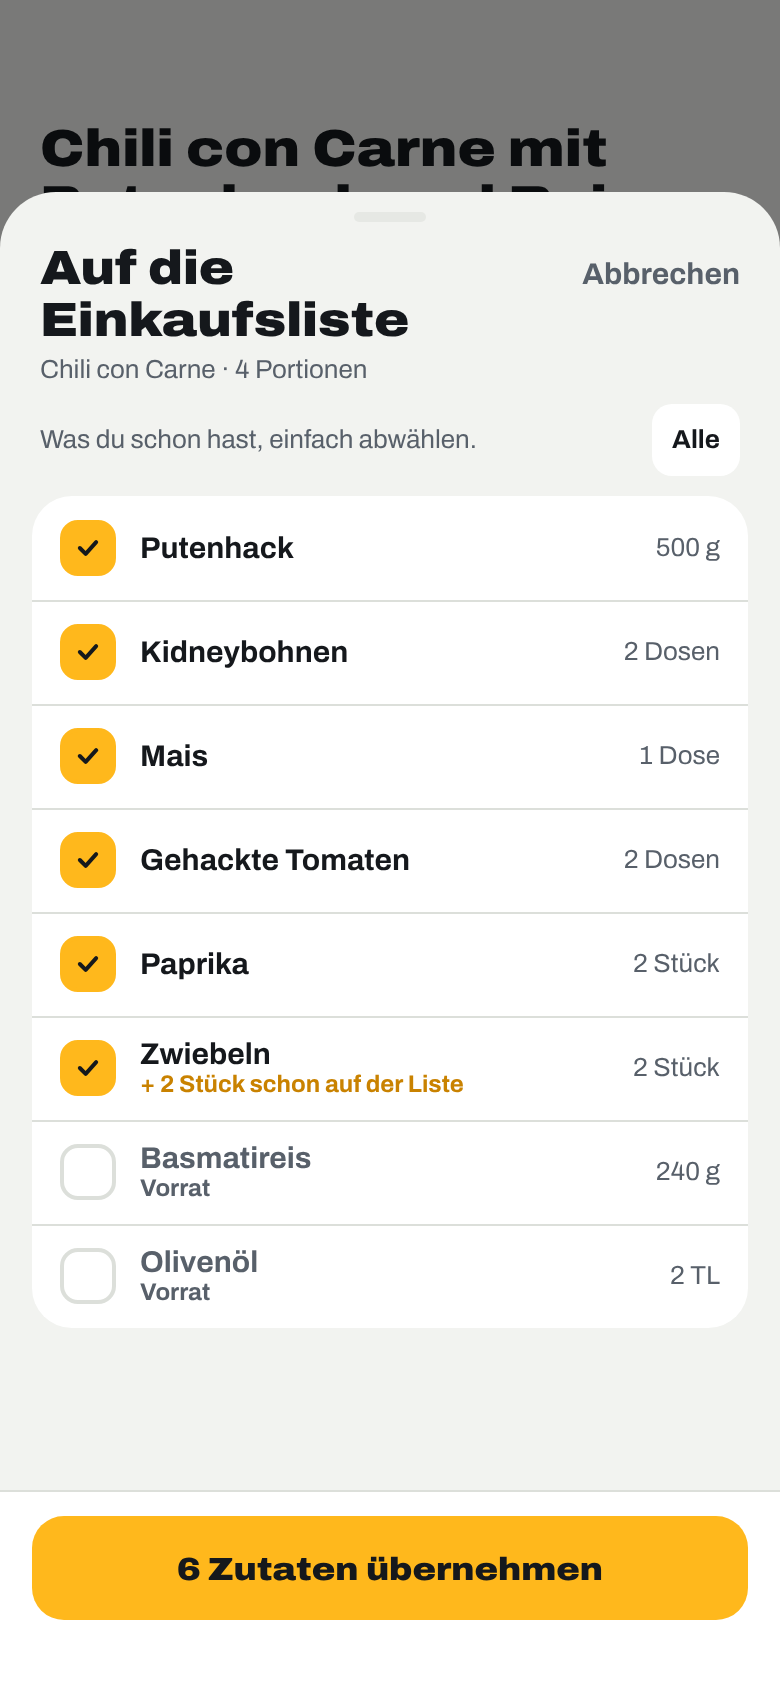 Chili con Carne mit
Auf die
Einkaufsliste
Abbrechen
Chili con Carne · 4 Portionen
Was du schon hast, einfach abwählen.
Alle
Putenhack
500 g
Kidneybohnen
2 Dosen
Mais
1 Dose
Gehackte Tomaten
2 Dosen
Paprika
2 Stück
Zwiebeln
+ 2 Stück schon auf der Liste
2 Stück
Basmatireis
Vorrat
240 g
Olivenöl
Vorrat
2 TL
6 Zutaten übernehmen